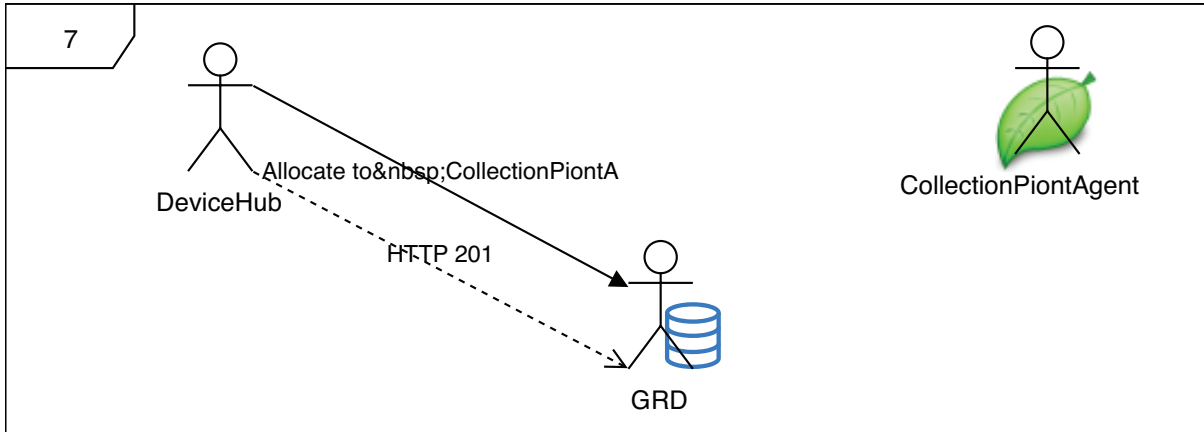 7
DeviceHub
CollectionPiontAgent
Allocate to&nbsp;CollectionPiontA
HTTP 201
GRD